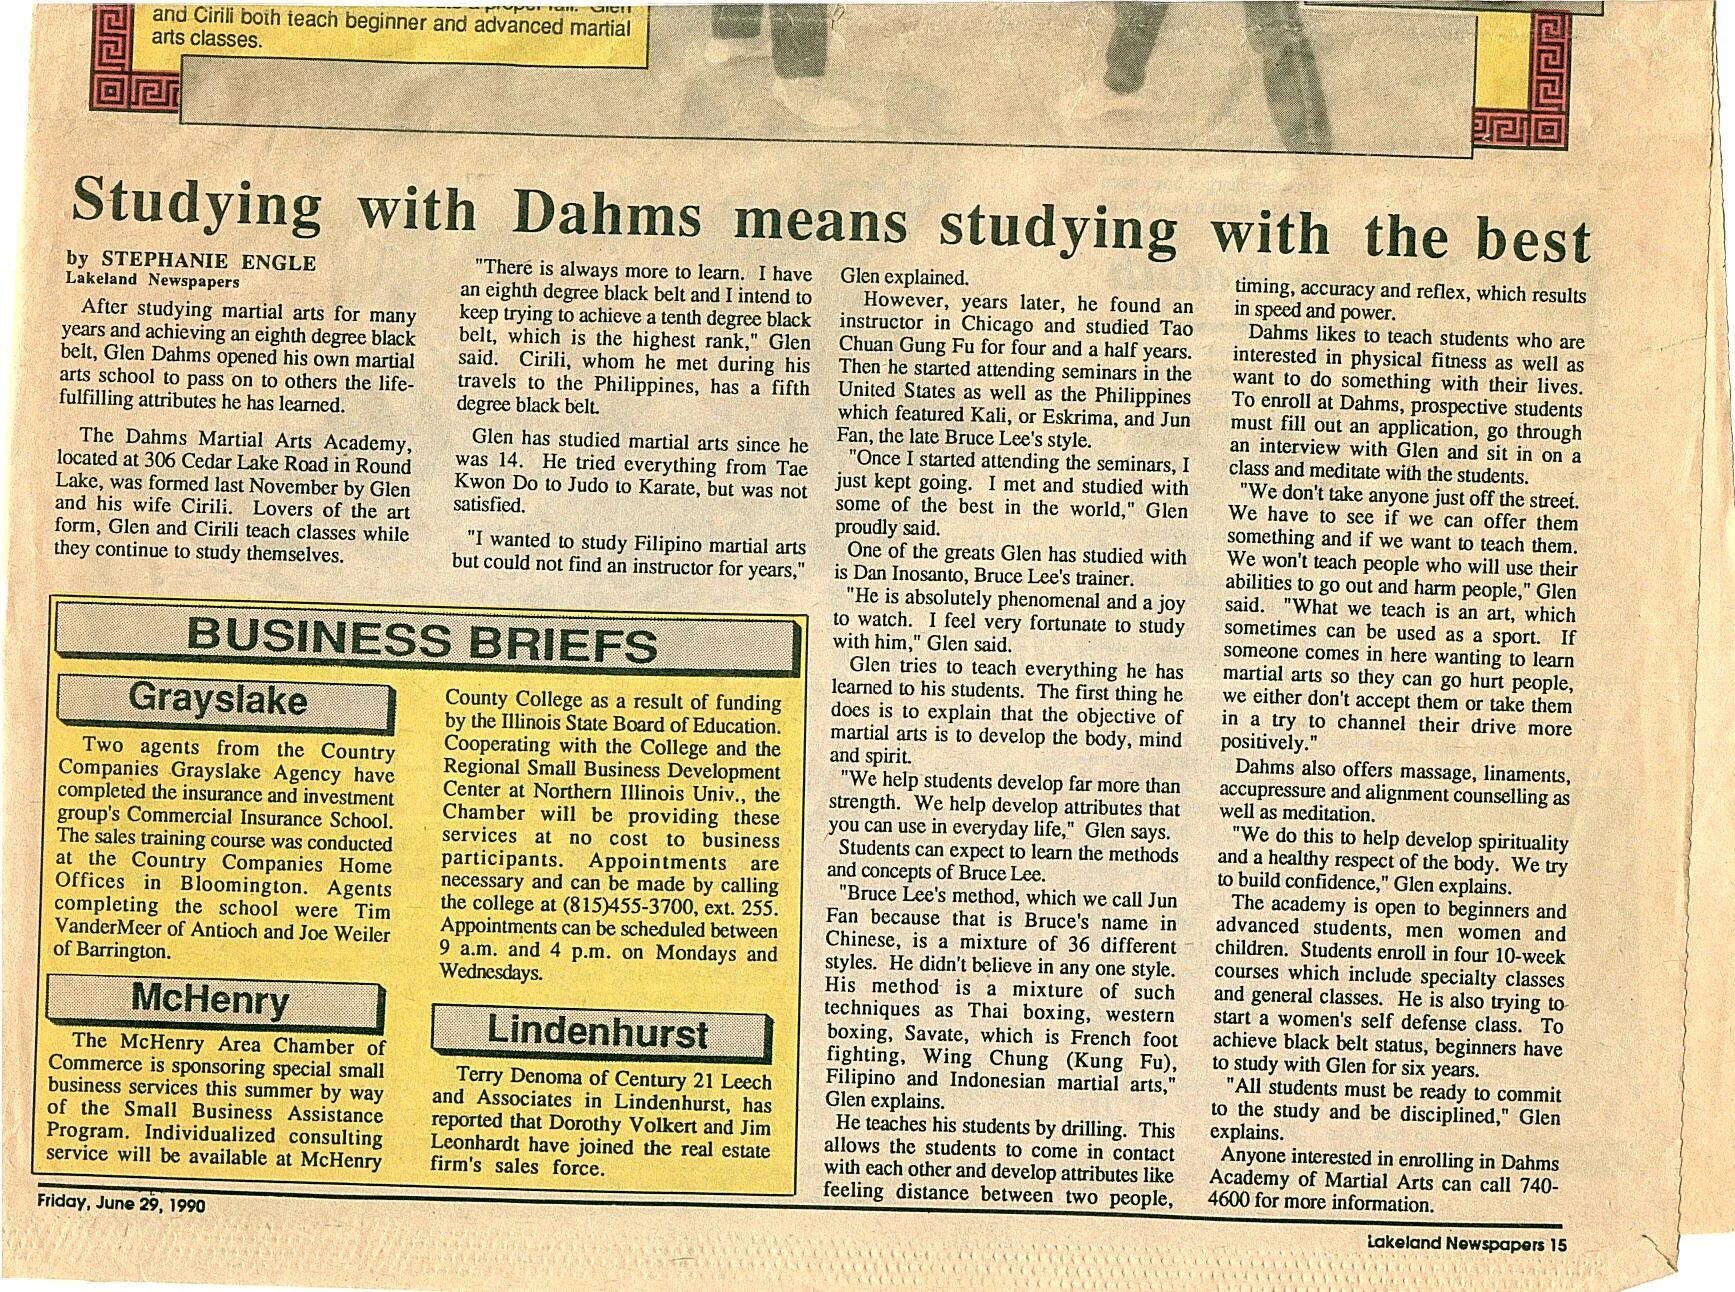 and Cirili both teach beginner and advanced martial
arts classes.
Studying with Dahms means studying with the best
by STEPHANIE ENGLE
Lakeland Newspapers
After studying martial arts for many
years and achieving an eighth degree black
belt, Glen Dahms opened his own martial
arts school to pass on to others the life-
fulfilling attributes he has learned.
The Dahms Martial Arts Academy,
located at 306 Cedar Lake Road in Round
Lake, was formed last November by Glen
and his wife Cirili. Lovers of the art
form, Glen and Cirili teach classes while
they continue to study themselves.
"There is always more to learn. I have
an eighth degree black belt and I intend to
keep trying to achieve a tenth degree black
belt, which is the highest rank," Glen
said. Cirili, whom he met during his
travels to the Philippines, has a fifth
degree black belt.
Glen has studied martial arts since he
was 14. He tried everything from Tae
Kwon Do to Judo to Karate, but was not
satisfied.
"I wanted to study Filipino martial arts
but could not find an instructor for years,"
Glen explained.
However, years later, he found an
instructor in Chicago and studied Tao
Chuan Gung Fu for four and a half years.
Then he started attending seminars in the
United States as well as the Philippines
which featured Kali, or Eskrima, and Jun
Fan, the late Bruce Lee's style.
"Once I started attending the seminars, I
just kept going. I met and studied with
some of the best in the world," Glen
proudly said.
One of the greats Glen has studied with
is Dan Inosanto, Bruce Lee's trainer.
"He is absolutely phenomenal and a joy
to watch. I feel very fortunate to study
with him," Glen said.
Glen tries to teach everything he has
learned to his students. The first thing he
does is to explain that the objective of
martial arts is to develop the body, mind
and spirit.
"We help students develop far more than
strength. We help develop attributes that
you can use in everyday life," Glen says.
Students can expect to learn the methods
and concepts of Bruce Lee.
"Bruce Lee's method, which we call Jun
Fan because that is Bruce's name in
Chinese, is a mixture of 36 different
styles. He didn't believe in any one style.
His method is a mixture of such
techniques as Thai boxing, western
boxing, Savate, which is French foot
fighting, Wing Chung (Kung Fu),
Filipino and Indonesian martial arts,"
Glen explains.
He teaches his students by drilling. This
allows the students to come in contact
with each other and develop attributes like
feeling distance between two people,
timing, accuracy and reflex, which results
in speed and power.
Dahms likes to teach students who are
interested in physical fitness as well as
want to do something with their lives.
To enroll at Dahms, prospective students
must fill out an application, go through
an interview with Glen and sit in on a
class and meditate with the students.
"We don't take anyone just off the street.
We have to see if we can offer them
something and if we want to teach them.
We won't teach people who will use their
abilities to go out and harm people," Glen
said. "What we teach is an art, which
sometimes can be used as a sport. If
someone comes in here wanting to learn
martial arts so they can go hurt people,
we either don't accept them or take them
in a try to channel their drive more
positively."
Dahms also offers massage, linaments,
accupressure and alignment counselling as
well as meditation.
"We do this to help develop spirituality
and a healthy respect of the body. We try
to build confidence," Glen explains.
The academy is open to beginners and
advanced students, men women and
children. Students enroll in four 10-week
courses which include specialty classes
and general classes. He is also trying to
start a women's self defense class. To
achieve black belt status, beginners have
to study with Glen for six years.
"All students must be ready to commit
to the study and be disciplined," Glen
explains.
Anyone interested in enrolling in Dahms
Academy of Martial Arts can call 740-
4600 for more information.
BUSINESS BRIEFS
Grayslake
Two agents from the Country
Companies Grayslake Agency have
completed the insurance and investment
group's Commercial Insurance School.
The sales training course was conducted
at the Country Companies Home
Offices in Bloomington. Agents
completing the school were Tim
VanderMeer of Antioch and Joe Weiler
of Barrington.
McHenry
The McHenry Area Chamber of
Commerce is sponsoring special small
business services this summer by way
of the Small Business Assistance
Program. Individualized consulting
service will be available at McHenry
County College as a result of funding
by the Illinois State Board of Education.
Cooperating with the College and the
Regional Small Business Development
Center at Northern Illinois Univ., the
Chamber will be providing these
services at no cost to business
participants. Appointments are
necessary and can be made by calling
the college at (815)455-3700, ext. 255.
Appointments can be scheduled between
9 a.m. and 4 p.m. on Mondays and
Wednesdays.
Lindenhurst
Terry Denoma of Century 21 Leech
and Associates in Lindenhurst, has
reported that Dorothy Volkert and Jim
Leonhardt have joined the real estate
firm's sales force.
Friday, June 29, 1990
Lakeland Newspapers 15